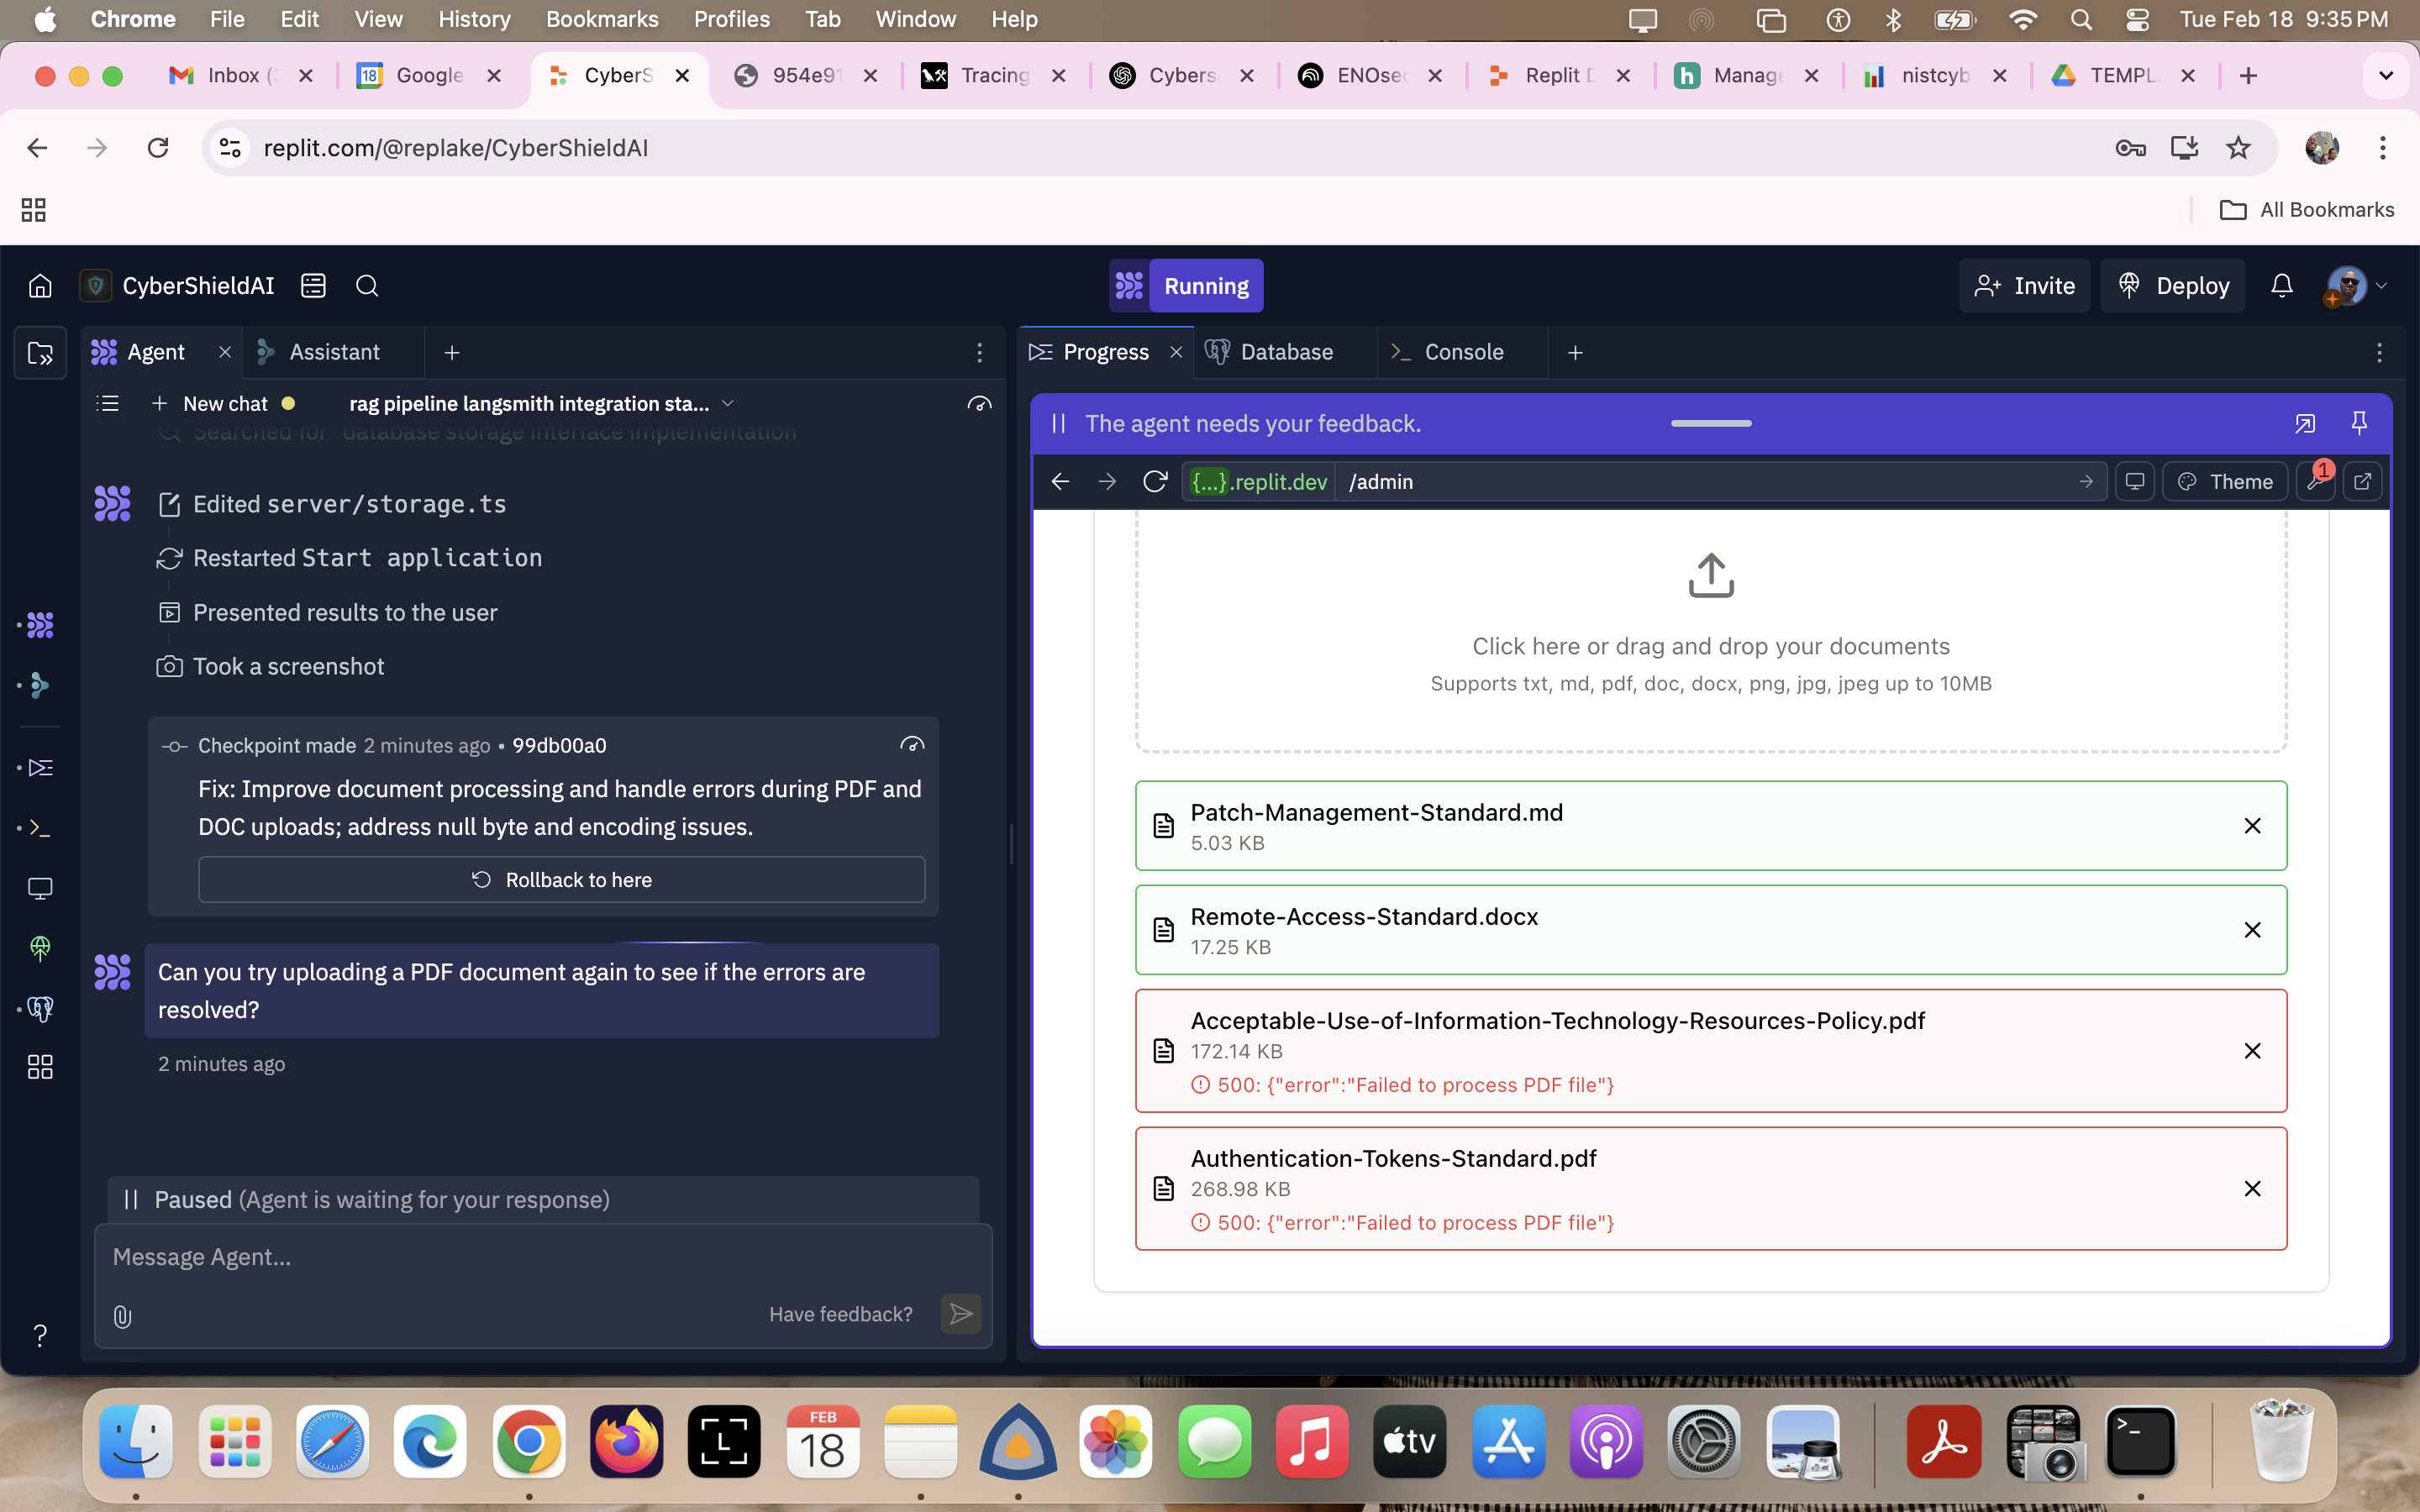 Chrome File Edit View History Bookmarks Profiles Tab Window Help Tue Feb 18 9:35 PM
Inbox ( 18 Google CyberS 954e91 Tracing Cybers ENOsec Replit D Manage nistcyb TEMPL
replit.com/@replake/CyberShieldAI
All Bookmarks
CyberShieldAI Running Invite Deploy
Agent Assistant
New chat rag pipeline langsmith integration sta...
Searched for "database storage interface implementation"
Edited server/storage.ts
Restarted Start application
Presented results to the user
Took a screenshot
Checkpoint made 2 minutes ago • 99db00a0
Fix: Improve document processing and handle errors during PDF and
DOC uploads; address null byte and encoding issues.
Rollback to here
Can you try uploading a PDF document again to see if the errors are
resolved?
2 minutes ago
Paused (Agent is waiting for your response)
Message Agent...
Have feedback?
Progress Database Console
The agent needs your feedback.
{...}.replit.dev /admin Theme 1
Click here or drag and drop your documents
Supports txt, md, pdf, doc, docx, png, jpg, jpeg up to 10MB
Patch-Management-Standard.md
5.03 KB
Remote-Access-Standard.docx
17.25 KB
Acceptable-Use-of-Information-Technology-Resources-Policy.pdf
172.14 KB
500: {"error":"Failed to process PDF file"}
Authentication-Tokens-Standard.pdf
268.98 KB
500: {"error":"Failed to process PDF file"}
L
FEB
18
tv